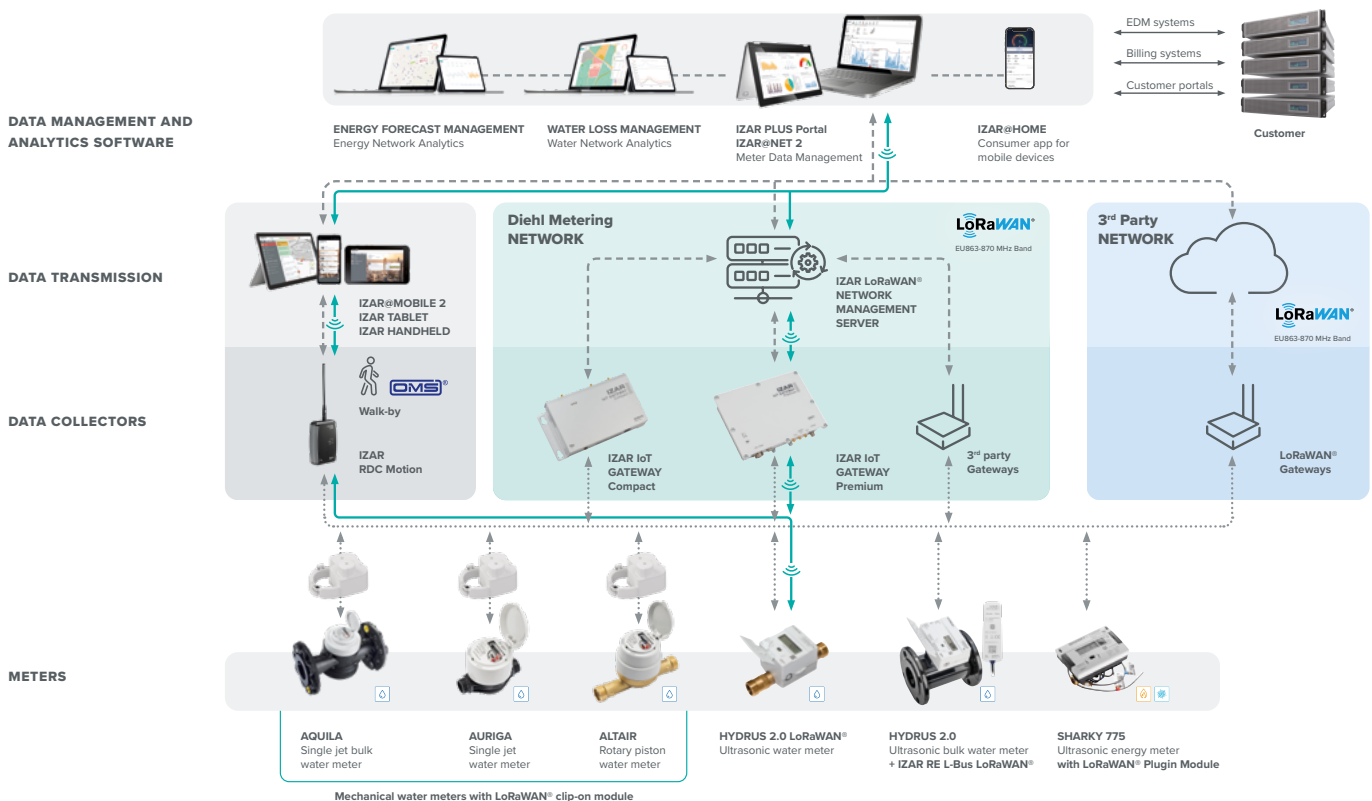 EDM systems
Billing systems
Customer portals
Customer
DATA MANAGEMENT AND
ANALYTICS SOFTWARE
ENERGY FORECAST MANAGEMENT
Energy Network Analytics
WATER LOSS MANAGEMENT
Water Network Analytics
IZAR PLUS Portal
IZAR@NET 2
Meter Data Management
IZAR@HOME
Consumer app for
mobile devices
DATA TRANSMISSION
IZAR@MOBILE 2
IZAR TABLET
IZAR HANDHELD
Diehl Metering
NETWORK
LoRaWAN®
EU863-870 MHz Band
IZAR LoRaWAN®
NETWORK
MANAGEMENT
SERVER
3rd Party
NETWORK
LoRaWAN®
EU863-870 MHz Band
DATA COLLECTORS
OMS®
Walk-by
IZAR
RDC Motion
IZAR
IZAR IoT
GATEWAY
Compact
IZAR
IZAR IoT
GATEWAY
Premium
3rd party
Gateways
LoRaWAN®
Gateways
METERS
AQUILA
Single jet bulk
water meter
AURIGA
Single jet
water meter
ALTAIR
Rotary piston
water meter
HYDRUS 2.0 LoRaWAN®
Ultrasonic water meter
HYDRUS 2.0
Ultrasonic bulk water meter
+ IZAR RE L-Bus LoRaWAN®
SHARKY 775
Ultrasonic energy meter
with LoRaWAN® Plugin Module
Mechanical water meters with LoRaWAN® clip-on module